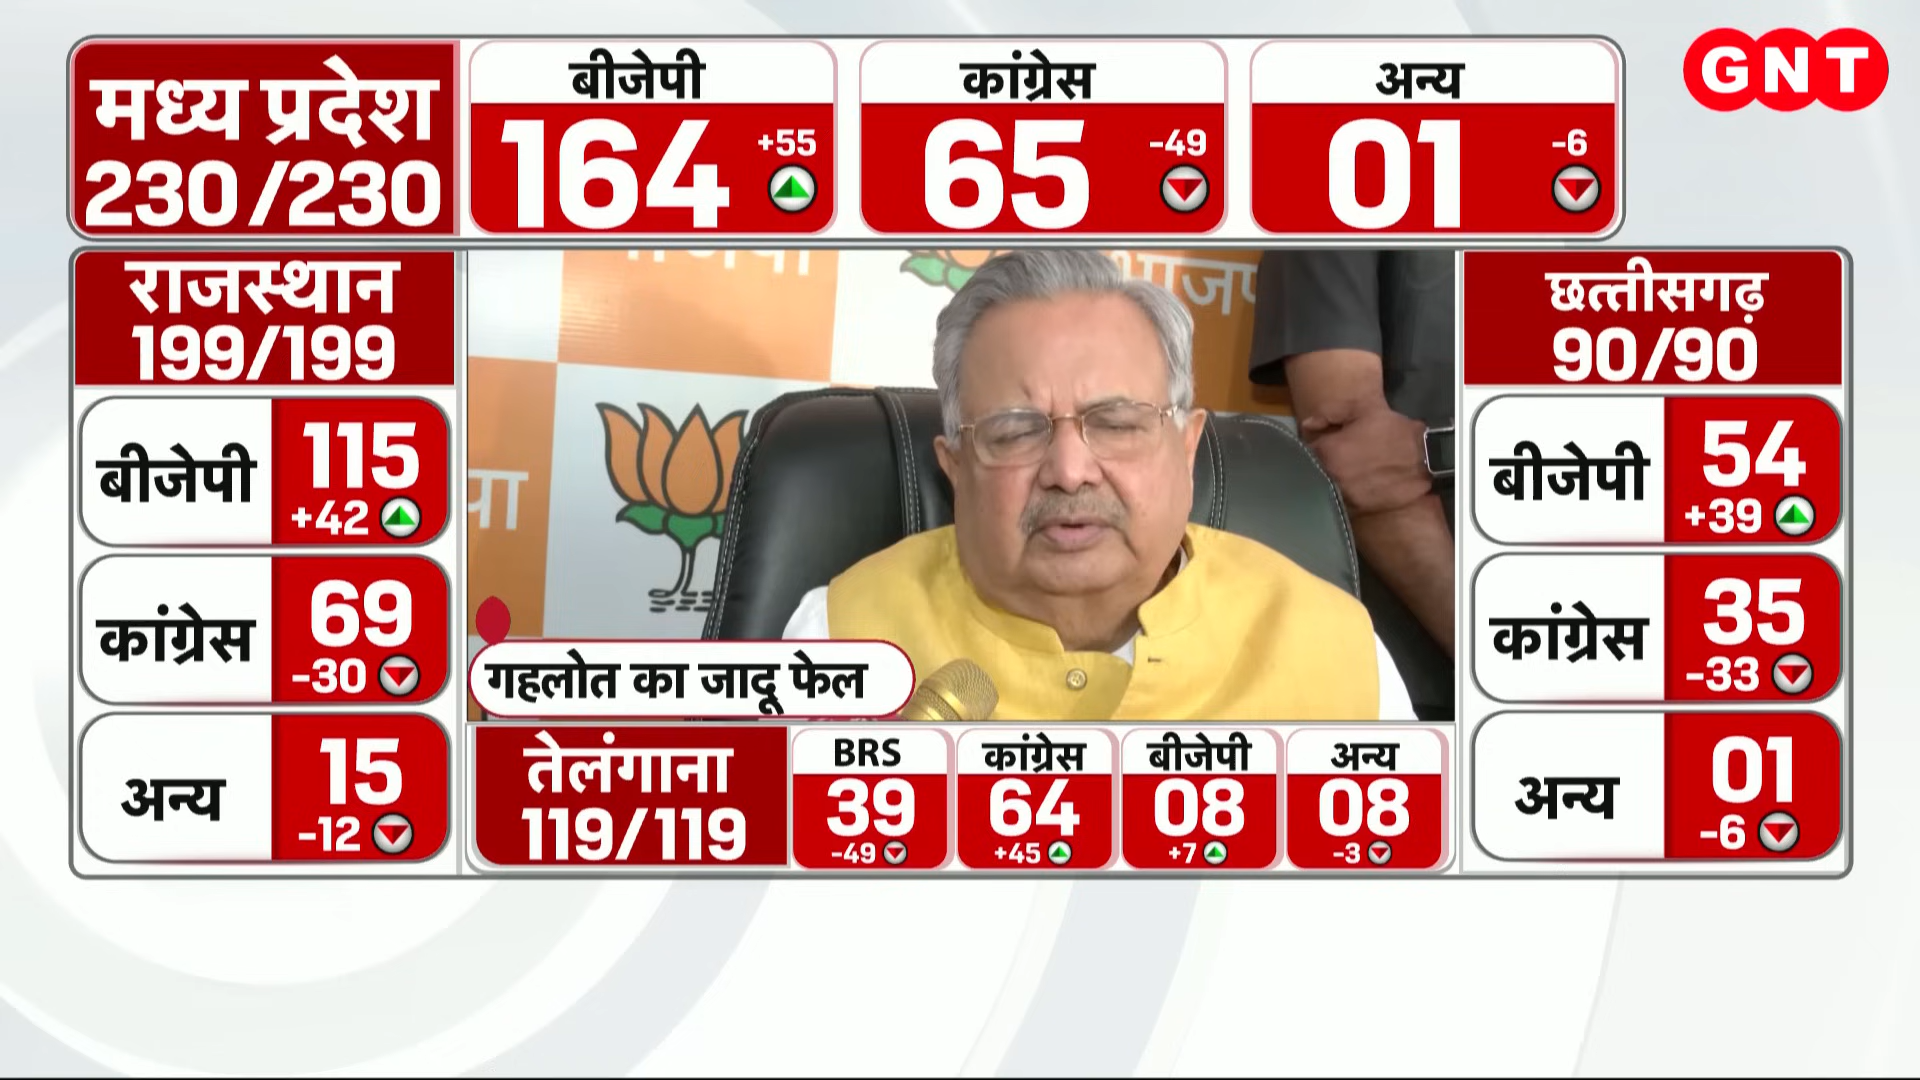 मध्य प्रदेश
230/230
बीजेपी
164
+55
कांग्रेस
65
-49
अन्य
01
-6
GNT
राजस्थान
199/199
बीजेपी
115
+42
कांग्रेस
69
-30
अन्य
15
-12
गहलोत का जादू फेल
तेलंगाना
119/119
BRS
39
-49
कांग्रेस
64
+45
बीजेपी
08
+7
अन्य
08
-3
छत्तीसगढ़
90/90
बीजेपी
54
+39
कांग्रेस
35
-33
अन्य
01
-6